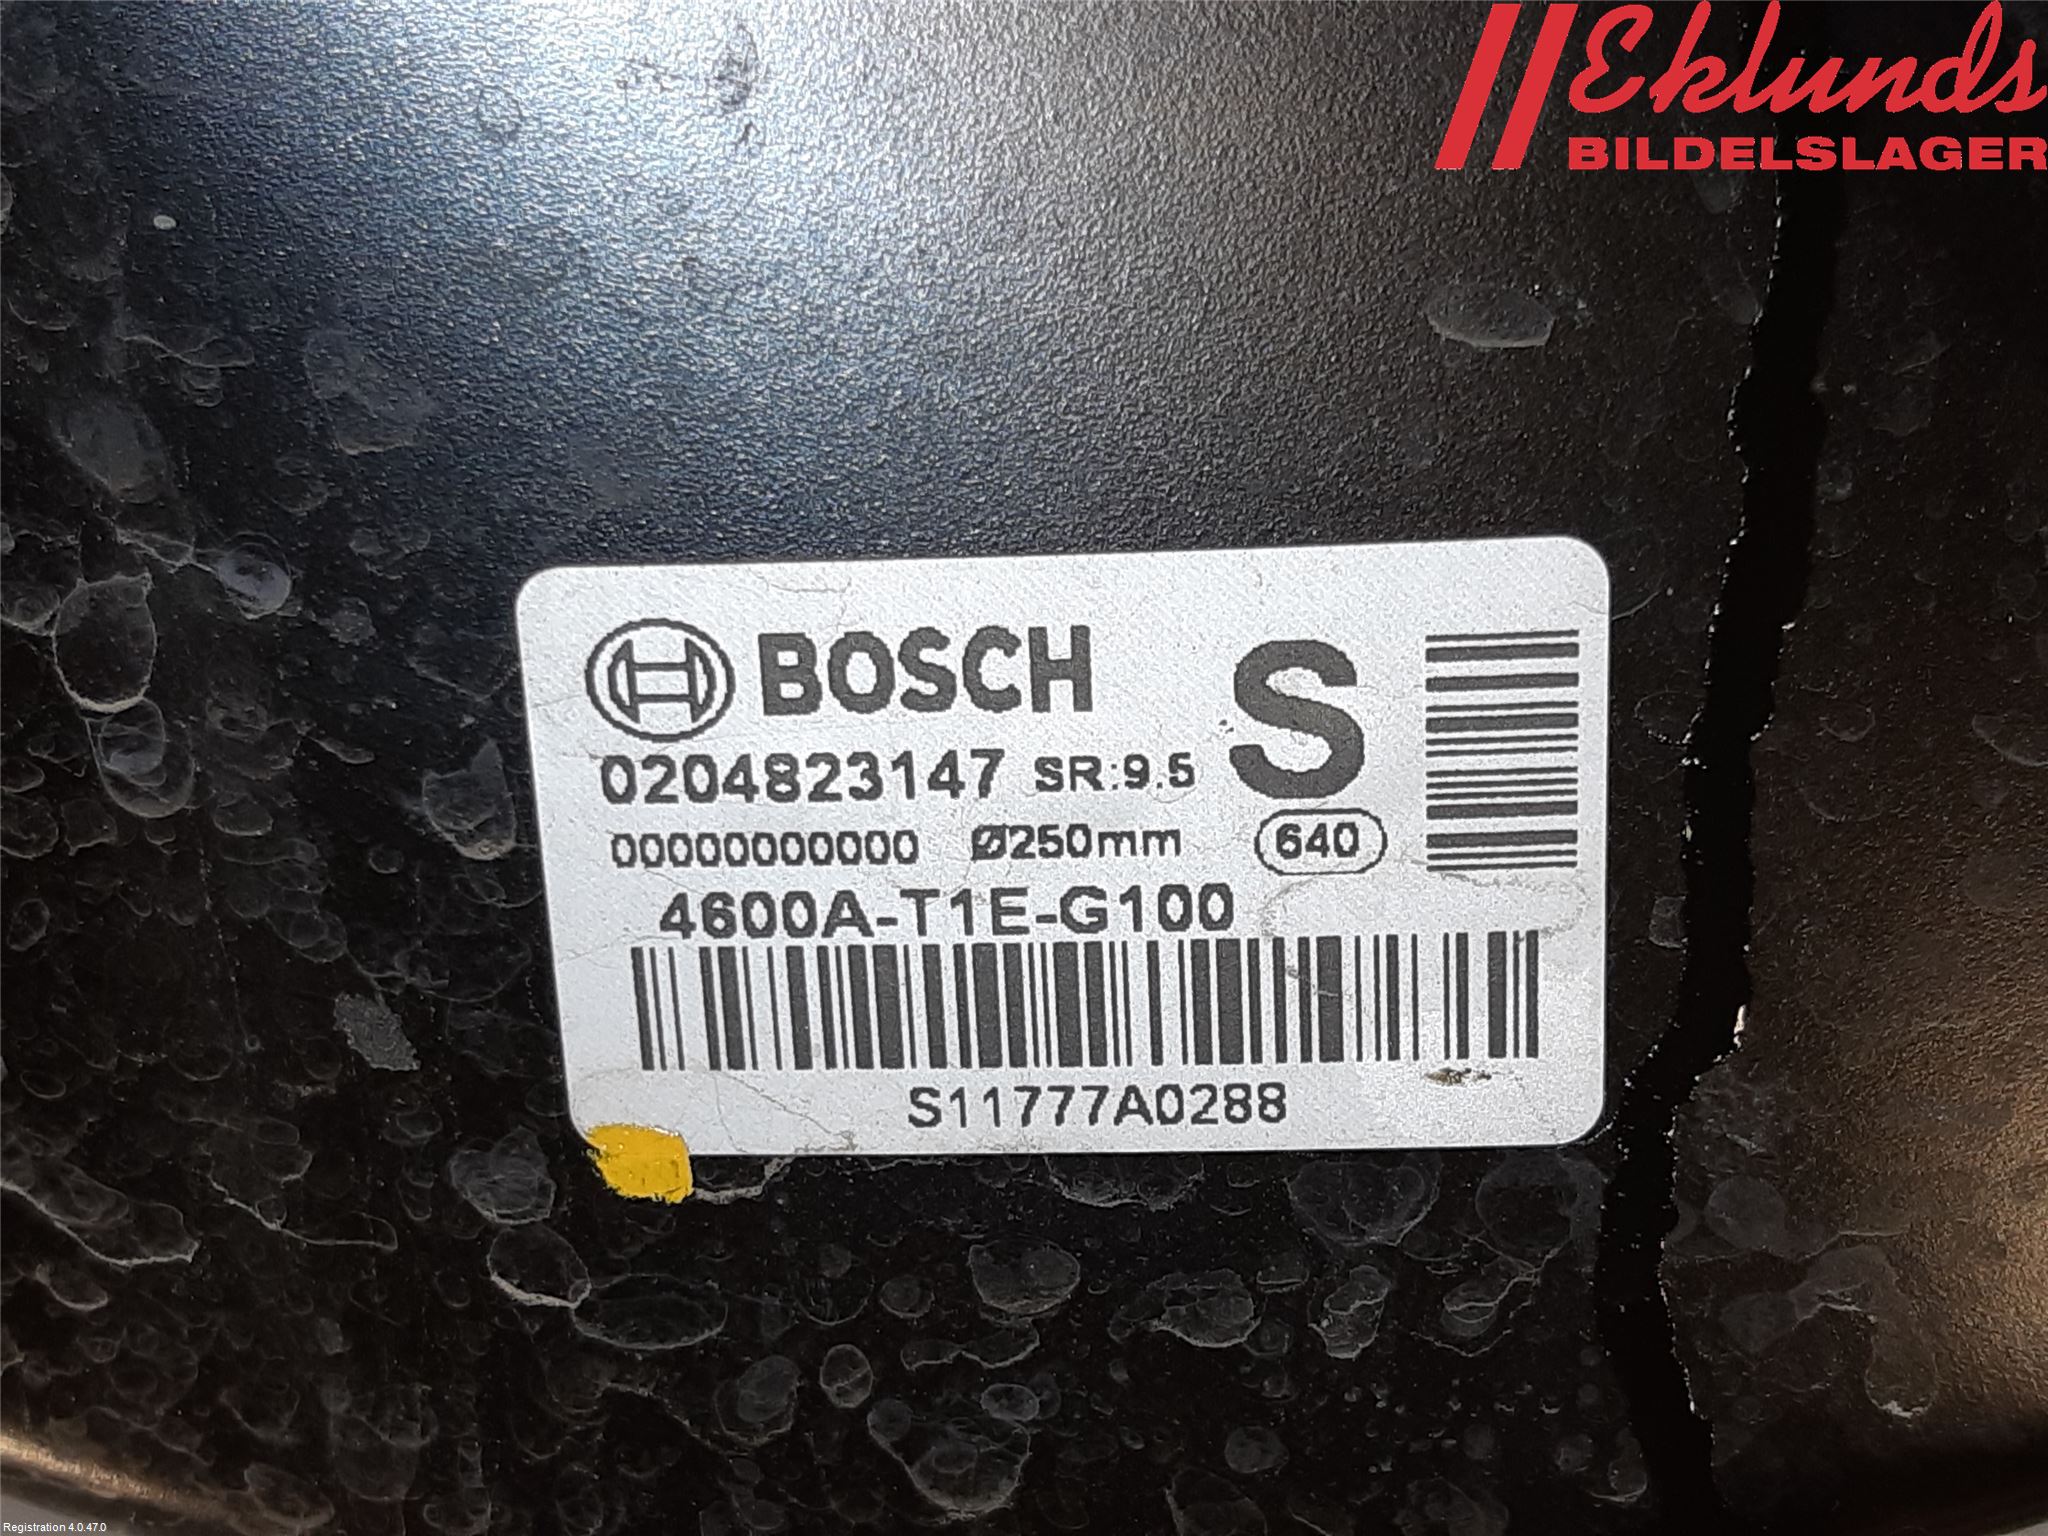 Eklunds
BILDELSLAGER
BOSCH S
0204823147 SR:9.5
00000000000 Ø250mm 640
4600A-T1E-G100
S11777A0288
Registration 4.0.47.0